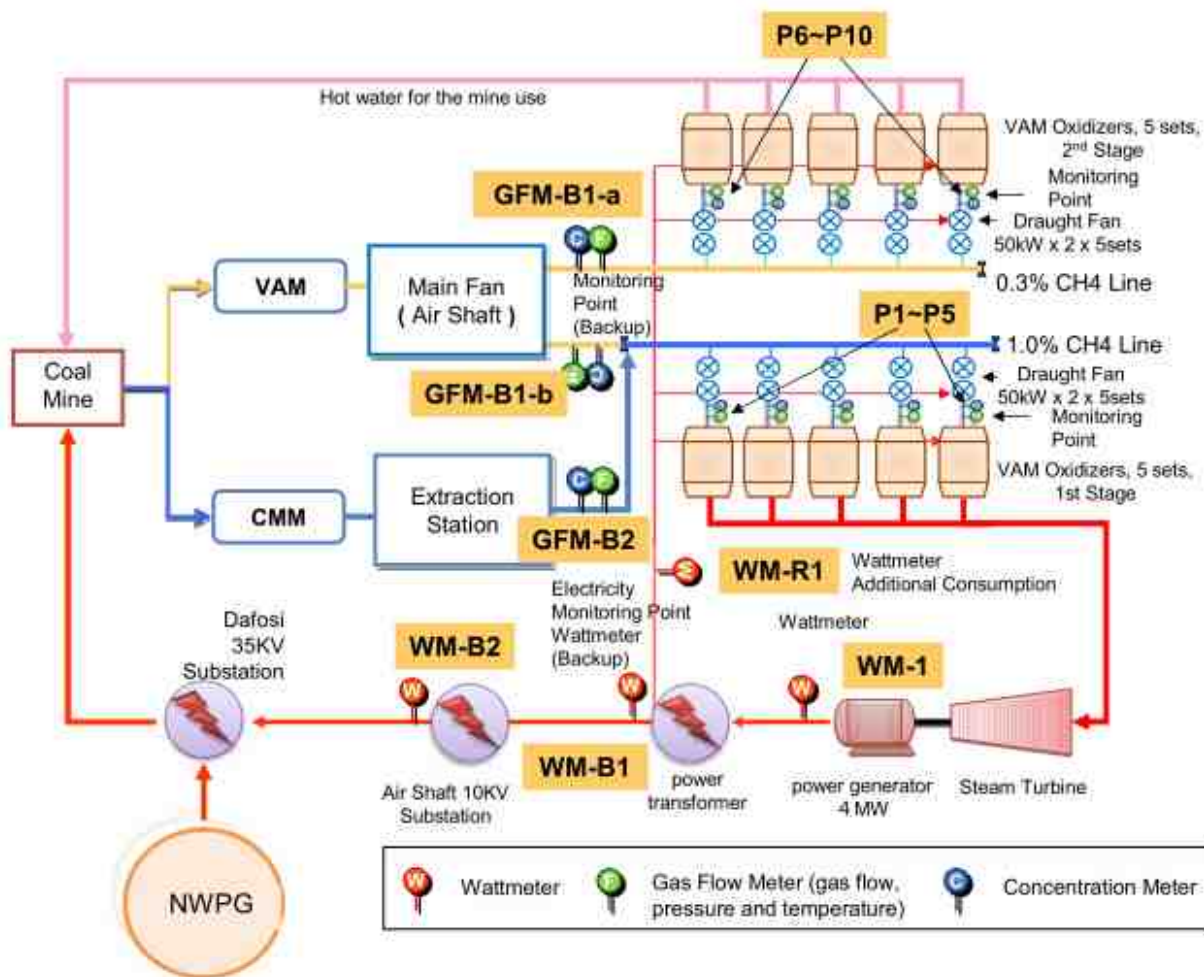 P6~P10
Hot water for the mine use
VAM Oxidizers, 5 sets,
2nd Stage
Monitoring
Point
Draught Fan
50kW x 2 x 5sets
GFM-B1-a
C F
VAM
Main Fan
( Air Shaft )
Monitoring
Point
(Backup)
0.3% CH4 Line
P1~P5
1.0% CH4 Line
Coal
Mine
GFM-B1-b
F C
Draught Fan
50kW x 2 x 5sets
Monitoring
Point
VAM Oxidizers, 5 sets,
1st Stage
CMM
Extraction
Station
C F
GFM-B2
W
WM-R1
Wattmeter
Additional Consumption
Electricity
Monitoring Point
Wattmeter
(Backup)
Dafosi
35KV
Substation
WM-B2
Wattmeter
WM-1
W
W
W
WM-B1
Air Shaft 10KV
Substation
power
transformer
power generator
4 MW
Steam Turbine
NWPG
W Wattmeter
F Gas Flow Meter (gas flow,
pressure and temperature)
C Concentration Meter